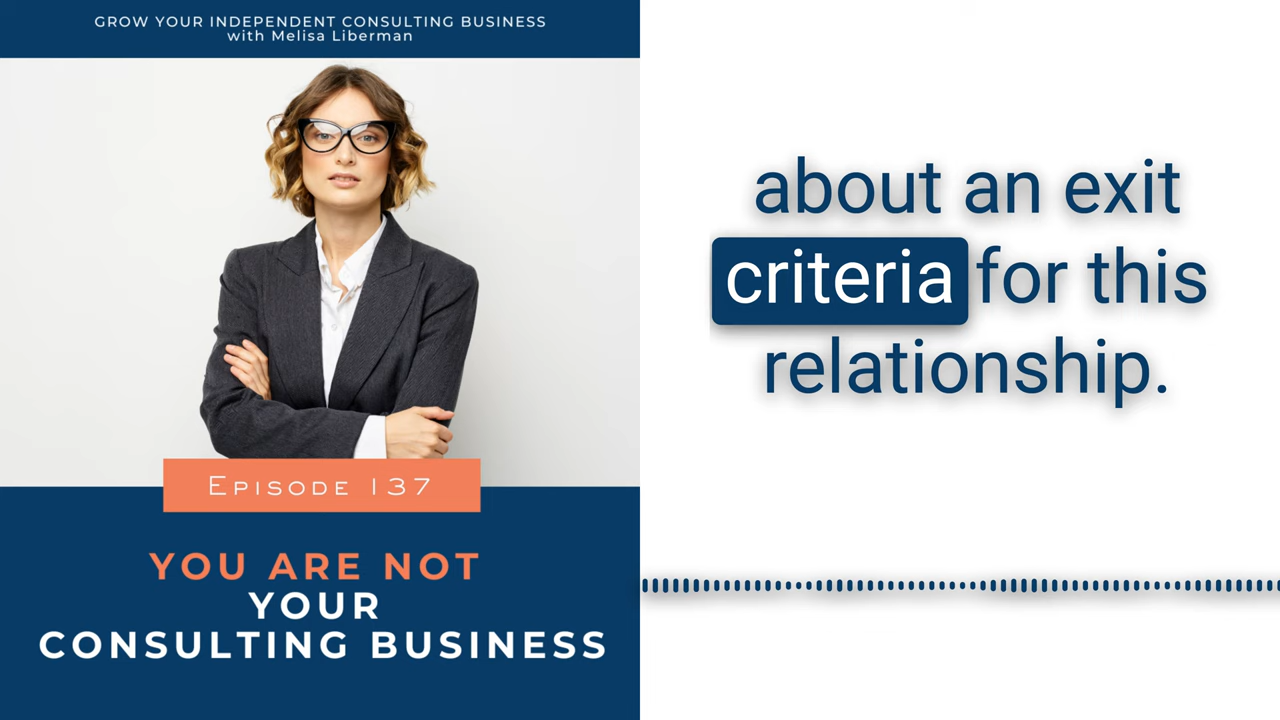 GROW YOUR INDEPENDENT CONSULTING BUSINESS
with Melisa Liberman
EPISODE 137
YOU ARE NOT
YOUR
CONSULTING BUSINESS
about an exit
criteria for this
relationship.